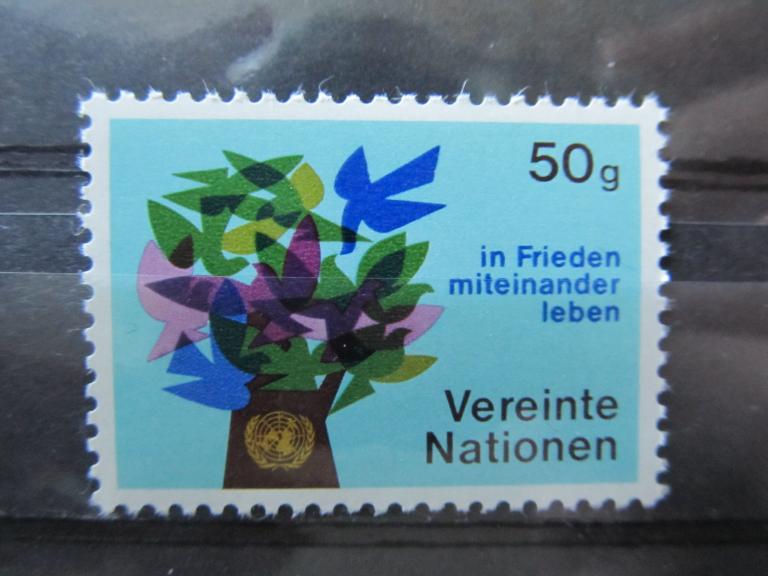 50g
in Frieden
miteinander
leben
Vereinte
Nationen